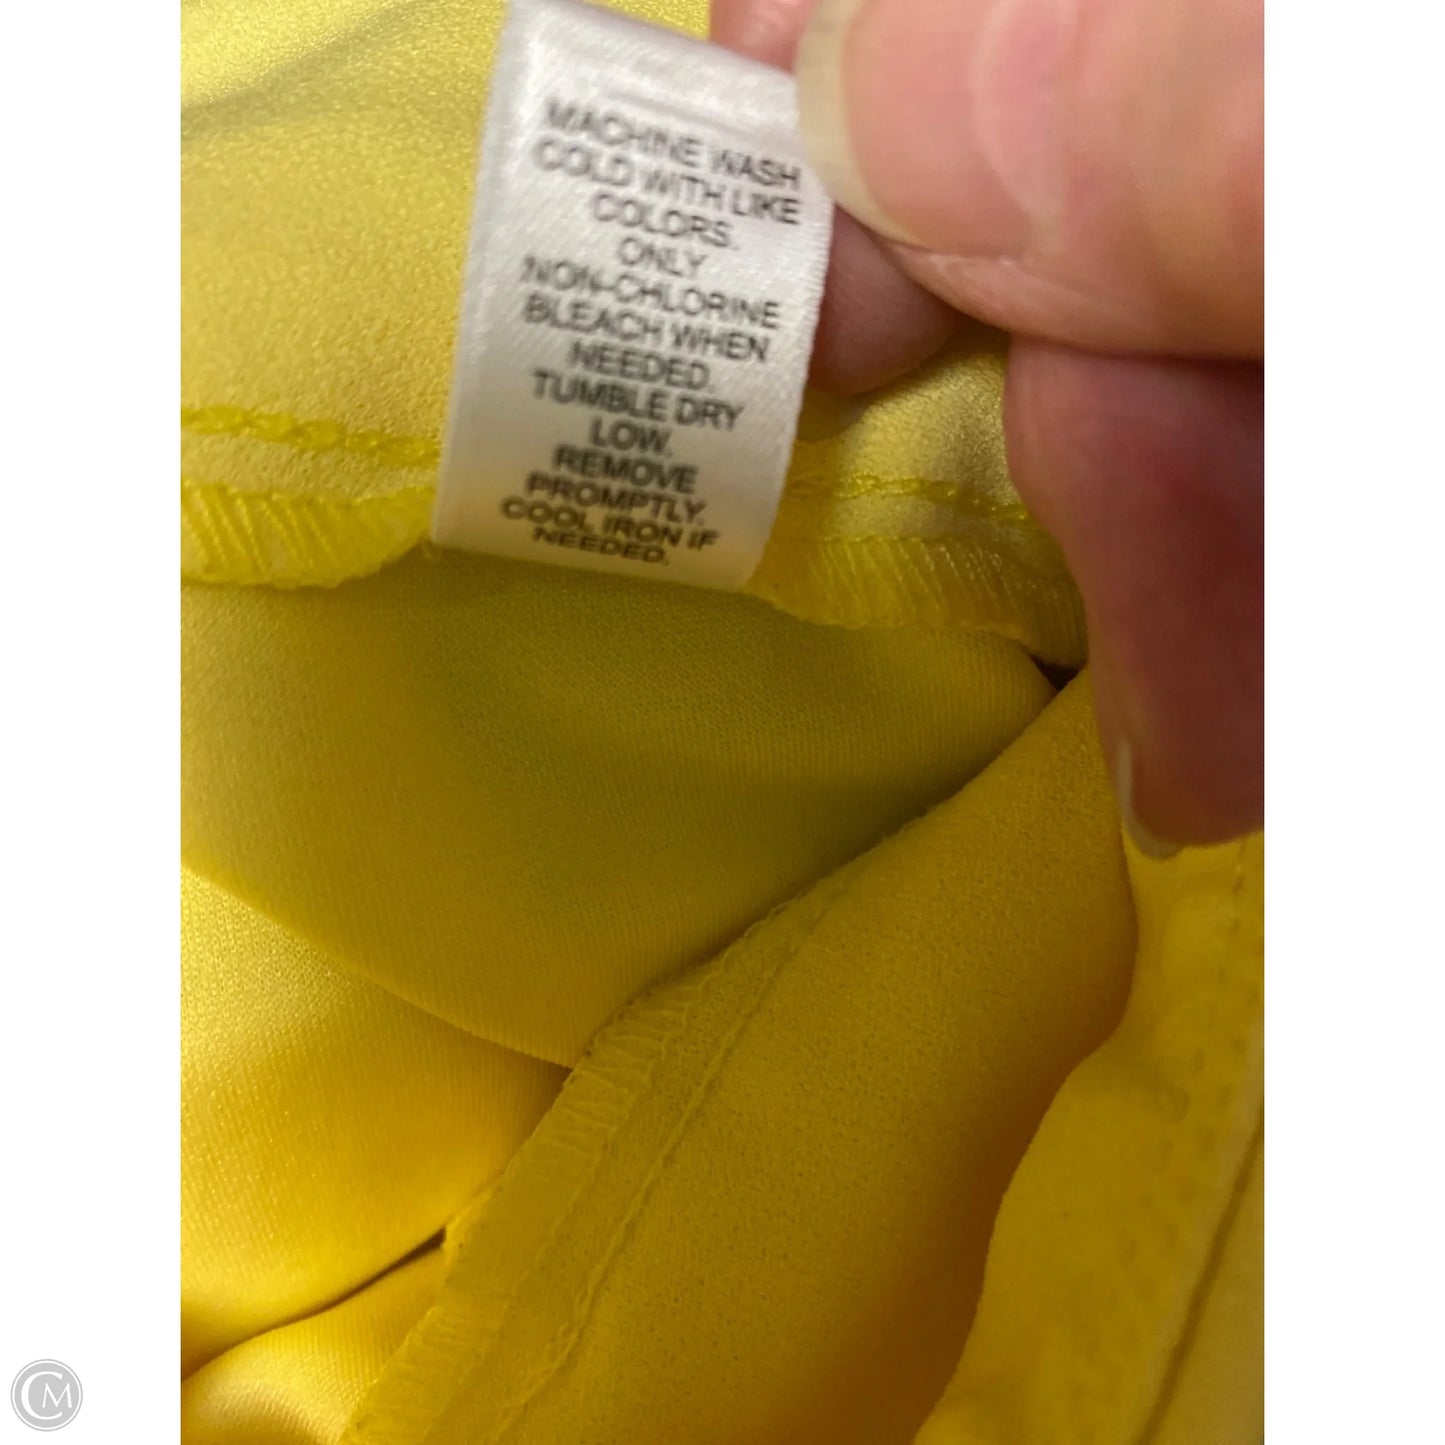 MACHINE WASH
COLD WITH LIKE
COLORS.
ONLY
NON-CHLORINE
BLEACH WHEN
NEEDED.
TUMBLE DRY
LOW.
REMOVE
PROMPTLY.
COOL IRON IF
NEEDED.
CM